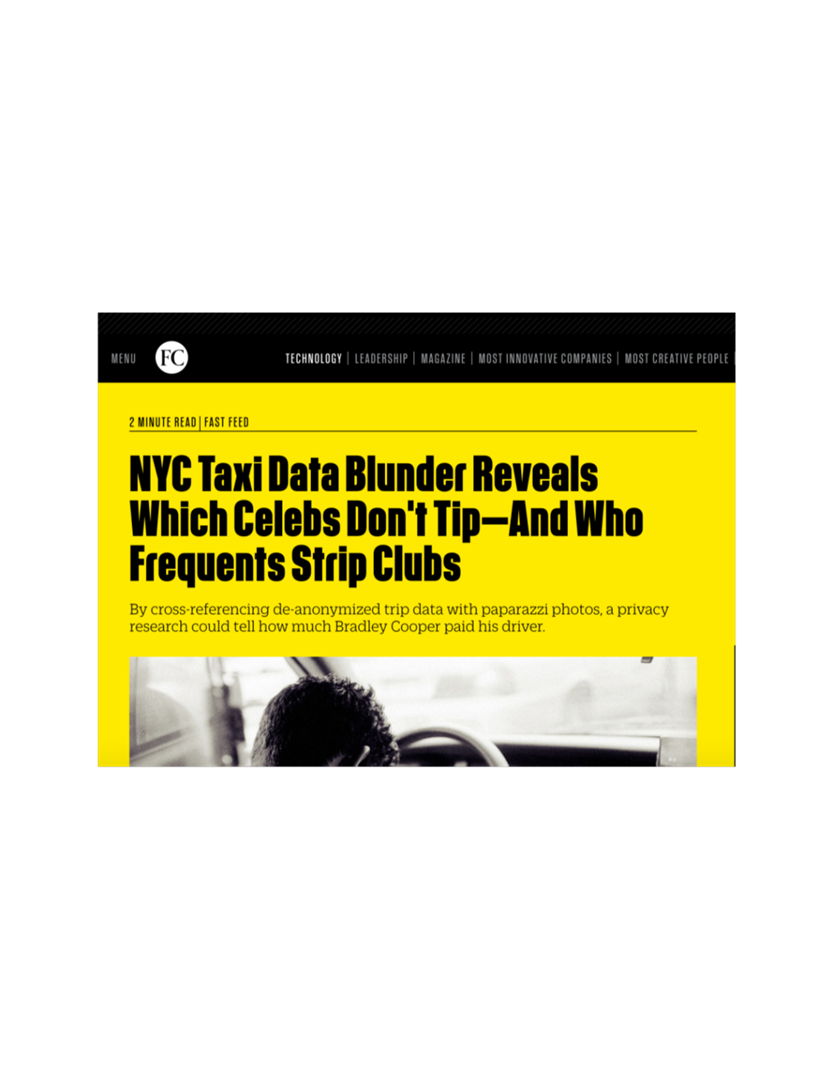 MENU FC TECHNOLOGY | LEADERSHIP | MAGAZINE | MOST INNOVATIVE COMPANIES | MOST CREATIVE PEOPLE |
2 MINUTE READ | FAST FEED
NYC Taxi Data Blunder Reveals
Which Celebs Don't Tip—And Who
Frequents Strip Clubs
By cross-referencing de-anonymized trip data with paparazzi photos, a privacy
research could tell how much Bradley Cooper paid his driver.